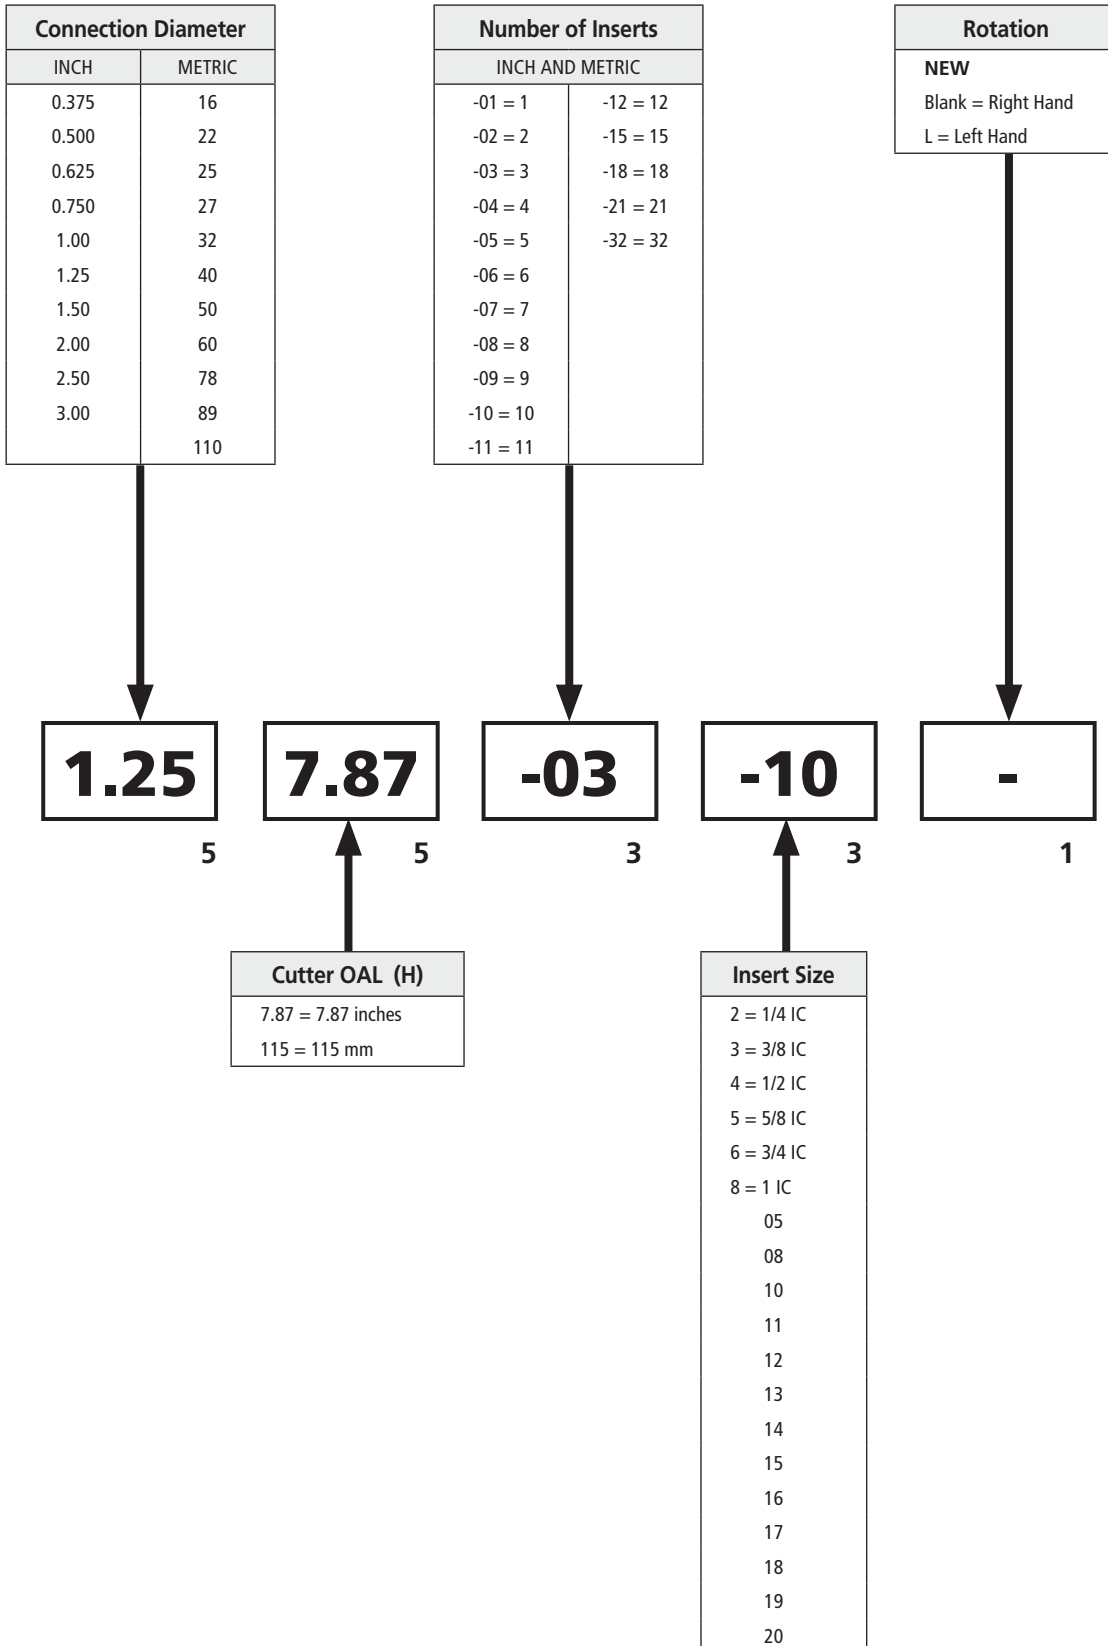 Connection Diameter
INCH METRIC
0.375 16
0.500 22
0.625 25
0.750 27
1.00 32
1.25 40
1.50 50
2.00 60
2.50 78
3.00 89
110
Number of Inserts
INCH AND METRIC
-01 = 1 -12 = 12
-02 = 2 -15 = 15
-03 = 3 -18 = 18
-04 = 4 -21 = 21
-05 = 5 -32 = 32
-06 = 6
-07 = 7
-08 = 8
-09 = 9
-10 = 10
-11 = 11
Rotation
NEW
Blank = Right Hand
L = Left Hand
1.25 7.87 -03 -10 -
5 5 3 3 1
Cutter OAL (H)
7.87 = 7.87 inches
115 = 115 mm
Insert Size
2 = 1/4 IC
3 = 3/8 IC
4 = 1/2 IC
5 = 5/8 IC
6 = 3/4 IC
8 = 1 IC
05
08
10
11
12
13
14
15
16
17
18
19
20